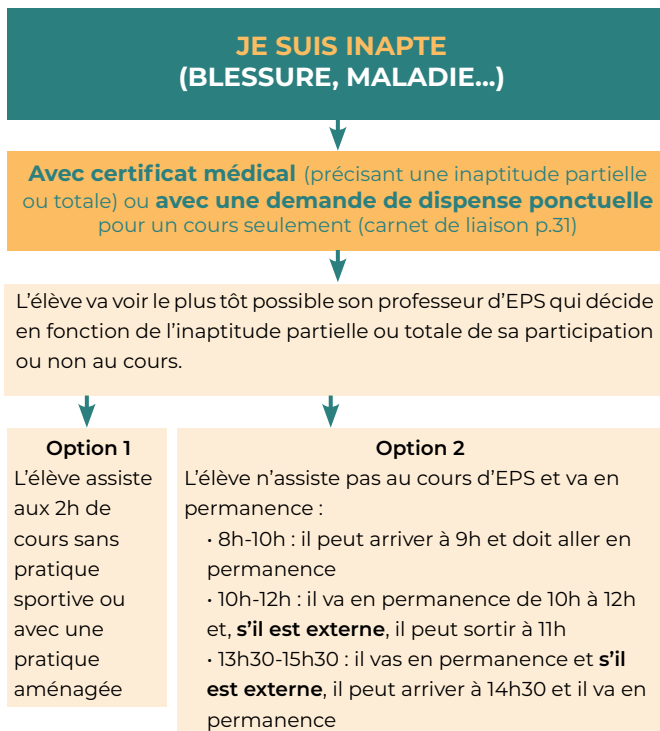 JE SUIS INAPTE
(BLESSURE, MALADIE...)
Avec certificat médical (précisant une inaptitude partielle
ou totale) ou avec une demande de dispense ponctuelle
pour un cours seulement (carnet de liaison p.31)
L’élève va voir le plus tôt possible son professeur d’EPS qui décide
en fonction de l’inaptitude partielle ou totale de sa participation
ou non au cours.
Option 1
L’élève assiste
aux 2h de
cours sans
pratique
sportive ou
avec une
pratique
aménagée
Option 2
L’élève n’assiste pas au cours d’EPS et va en
permanence :
• 8h-10h : il peut arriver à 9h et doit aller en
permanence
• 10h-12h : il va en permanence de 10h à 12h
et, s’il est externe, il peut sortir à 11h
• 13h30-15h30 : il vas en permanence et s’il
est externe, il peut arriver à 14h30 et il va en
permanence